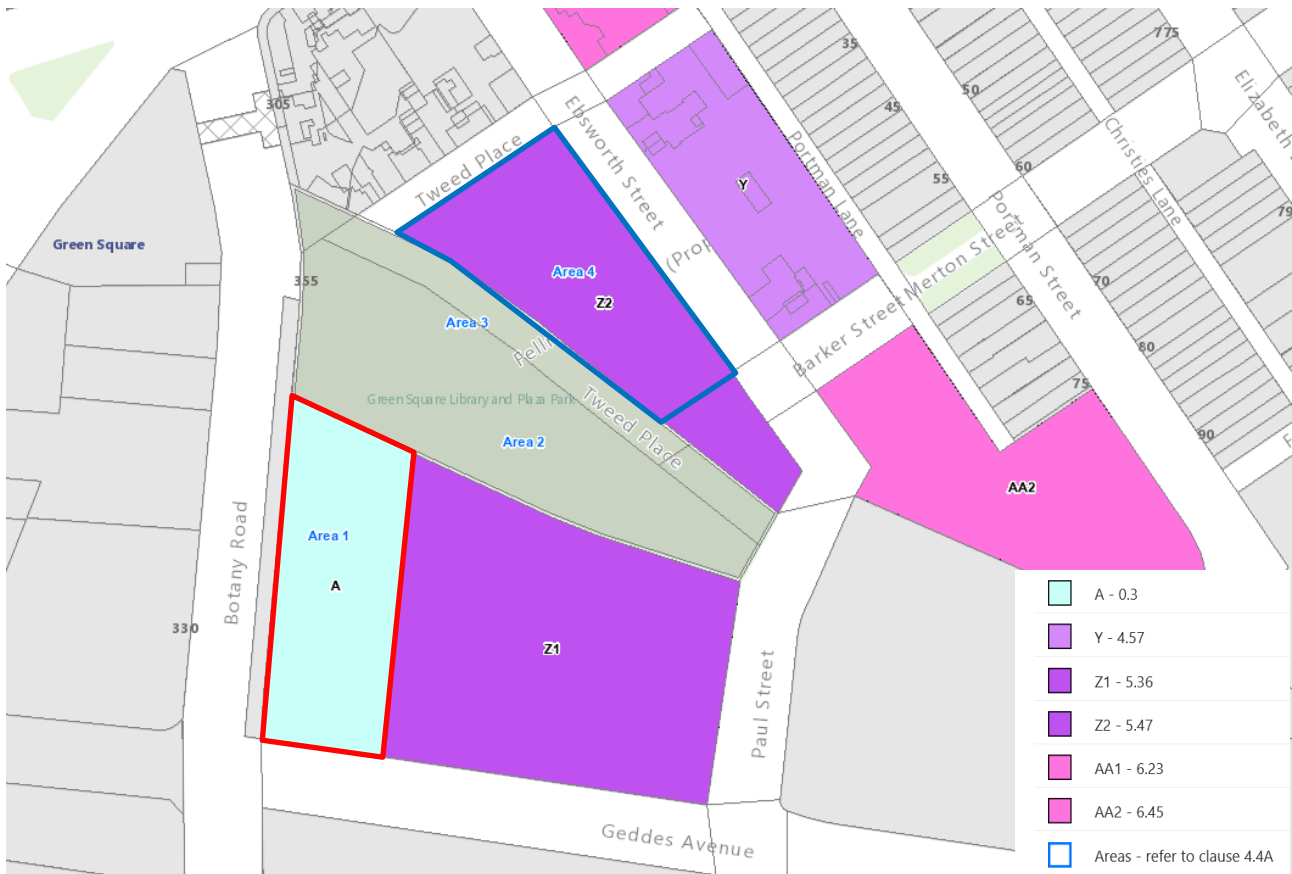 775
35
305
50
45
Elizabeth
Ebsworth Street
Christies Lane
Tweed Place
Portman Lane
60
55
Y
79
Portman Street
Merton Street
Green Square
(Prop
Area 4
355
70
Z2
65
Area 3
Felli
80
Barker Street
75
Green Square Library and Plaza Park
Tweed Place
90
Area 2
AA2
Area 1
Botany Road
A
330
Z1
Paul Street
Geddes Avenue
A - 0.3
Y - 4.57
Z1 - 5.36
Z2 - 5.47
AA1 - 6.23
AA2 - 6.45
Areas - refer to clause 4.4A